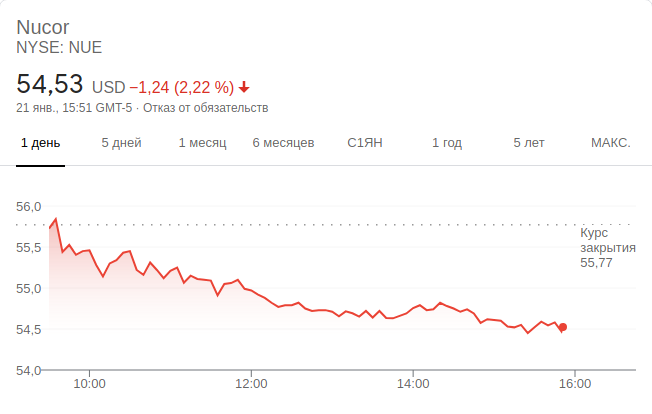 Nucor
NYSE: NUE
54,53 USD −1,24 (2,22 %)
21 янв., 15:51 GMT-5 · Отказ от обязательств
1 день 5 дней 1 месяц 6 месяцев С1ЯН 1 год 5 лет МАКС.
56,0
Курс
закрытия
55,77
55,5
55,0
54,5
54,0
10:00 12:00 14:00 16:00